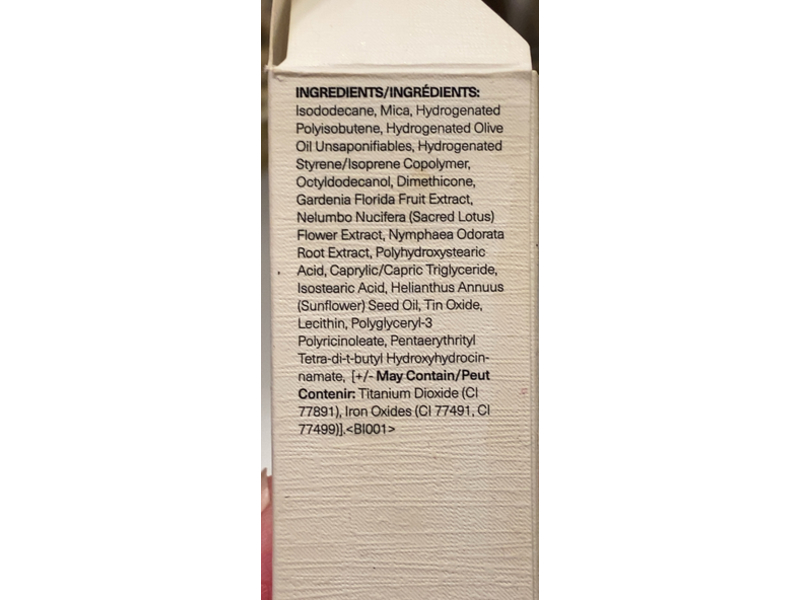 INGREDIENTS/INGRÉDIENTS:
Isododecane, Mica, Hydrogenated
Polyisobutene, Hydrogenated Olive
Oil Unsaponifiables, Hydrogenated
Styrene/Isoprene Copolymer,
Octyldodecanol, Dimethicone,
Gardenia Florida Fruit Extract,
Nelumbo Nucifera (Sacred Lotus)
Flower Extract, Nymphaea Odorata
Root Extract, Polyhydroxystearic
Acid, Caprylic/Capric Triglyceride,
Isostearic Acid, Helianthus Annuus
(Sunflower) Seed Oil, Tin Oxide,
Lecithin, Polyglyceryl-3
Polyricinoleate, Pentaerythrityl
Tetra-di-t-butyl Hydroxyhydrocin-
namate, [+/- May Contain/Peut
Contenir: Titanium Dioxide (CI
77891), Iron Oxides (CI 77491, CI
77499)].<BI001>